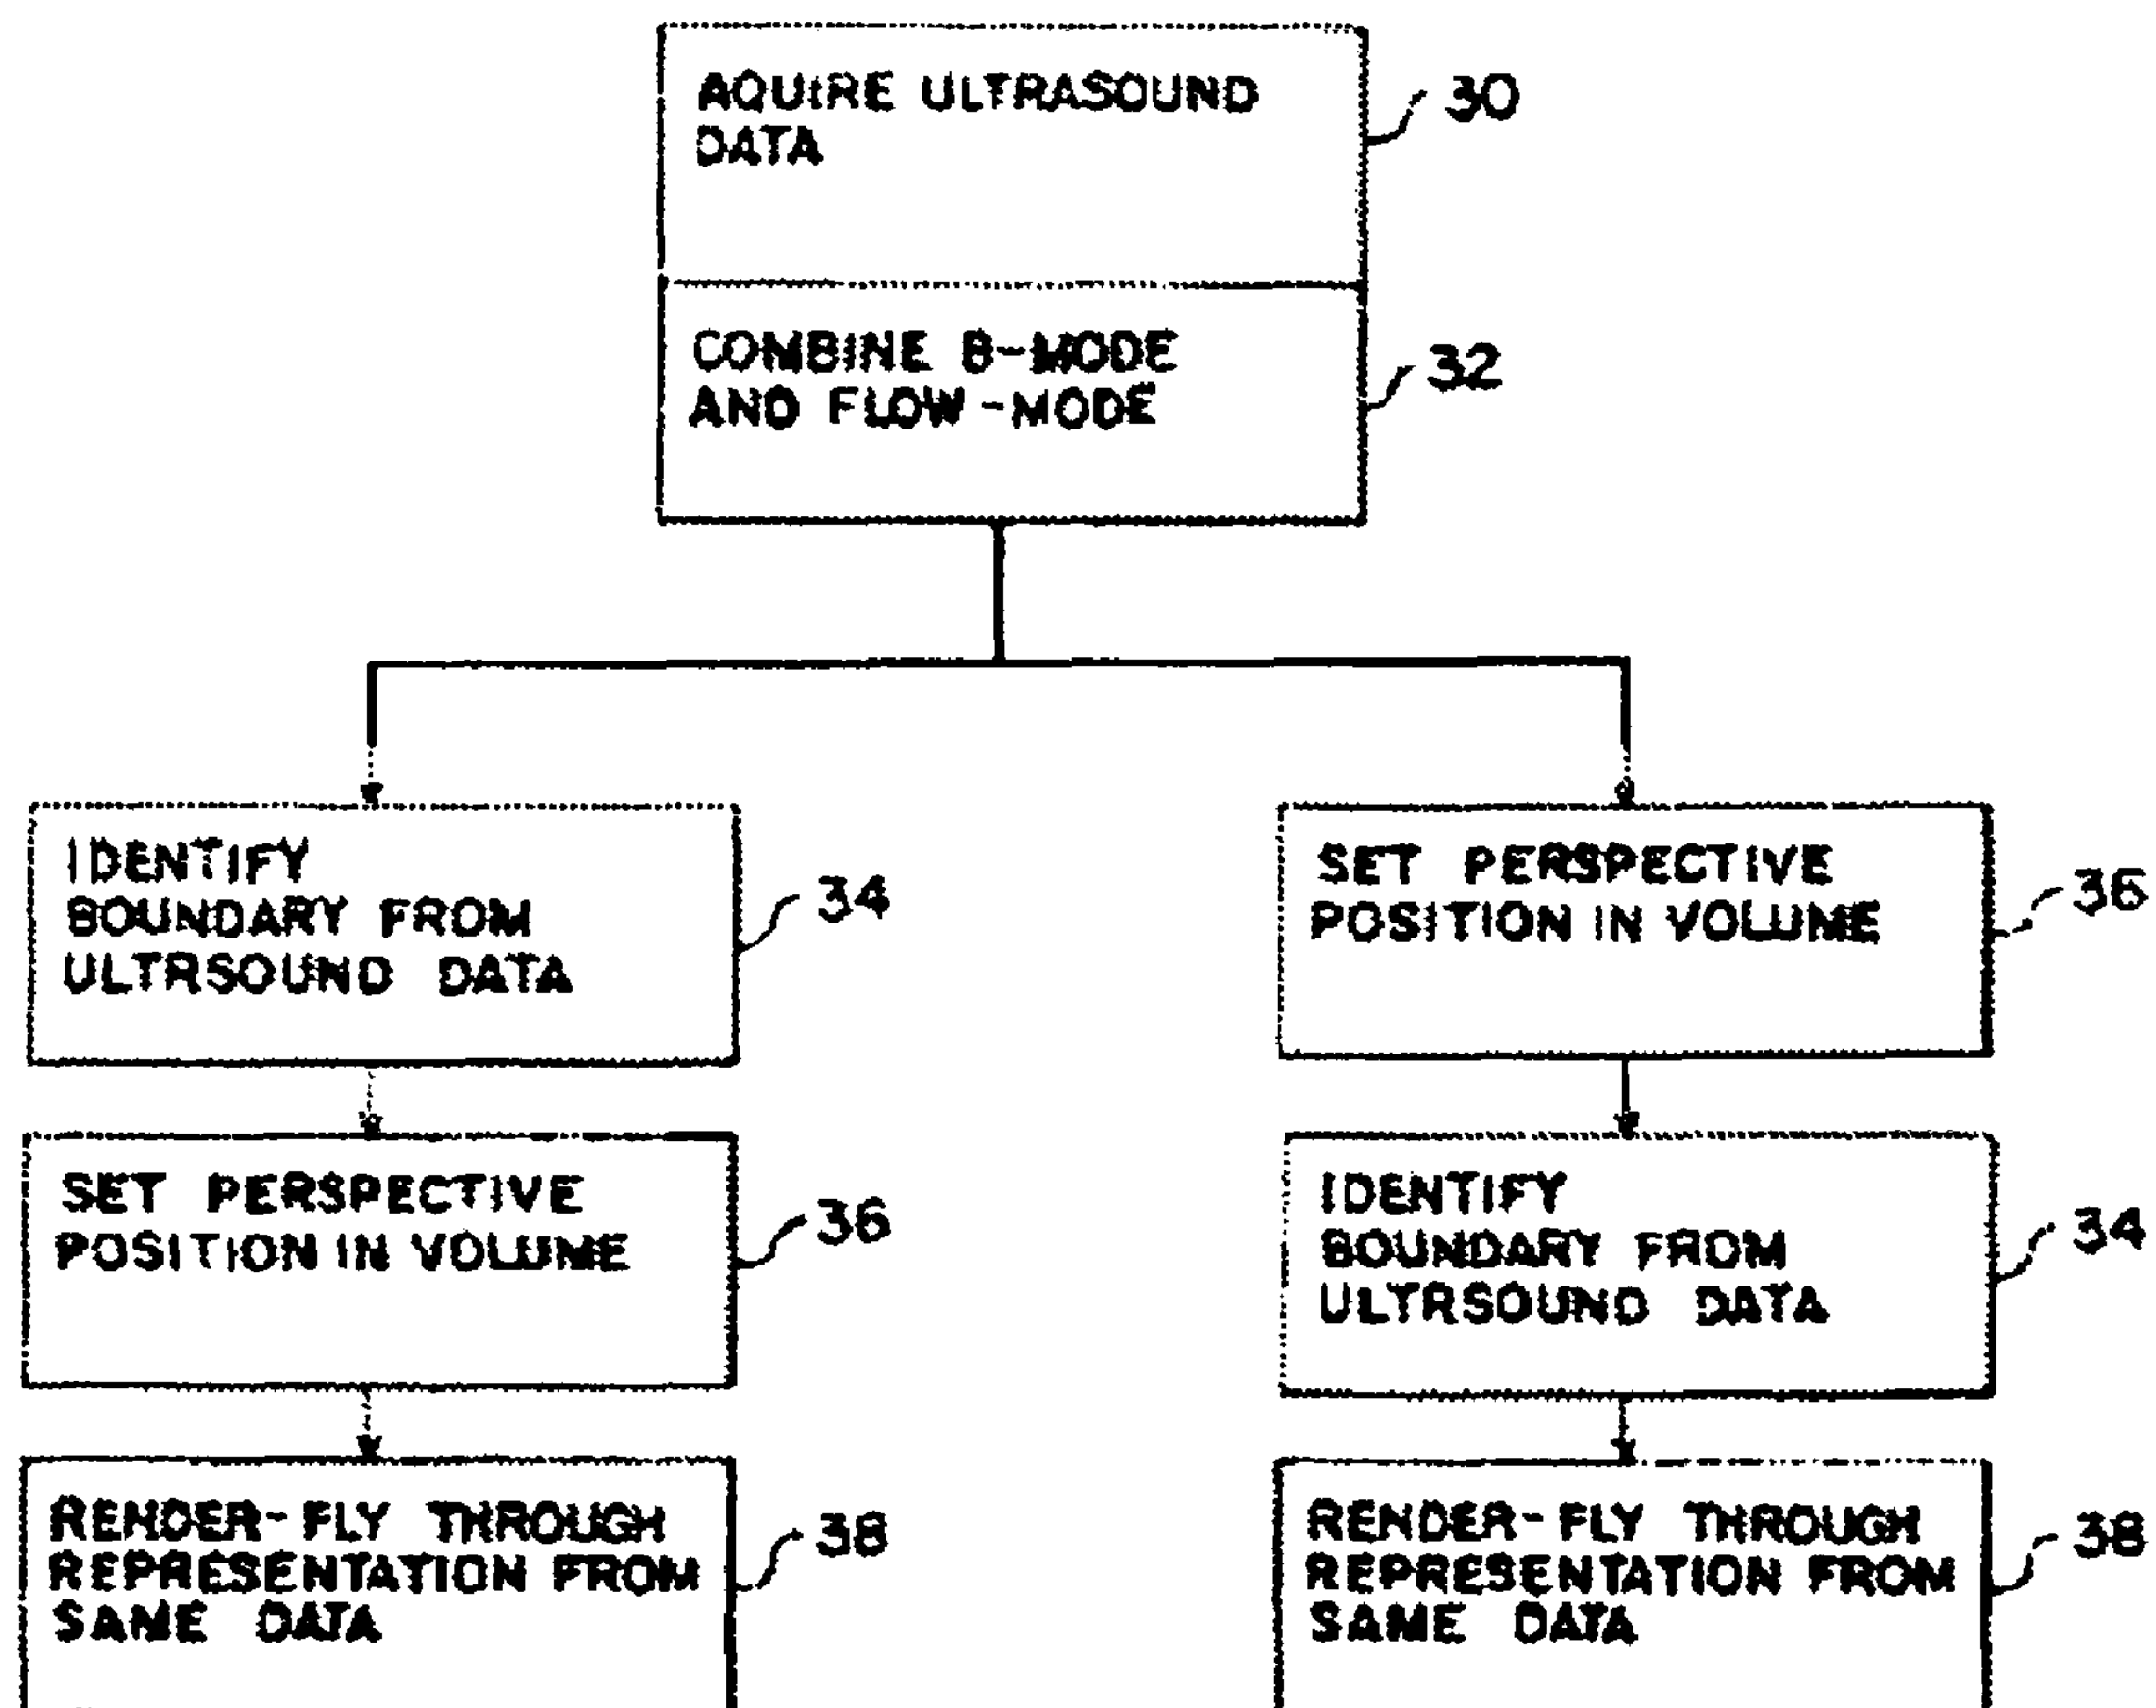 AQUIRE ULTRASOUND
DATA
30
COMBINE B-MODE
AND FLOW-MODE
32
IDENTIFY
BOUNDARY FROM
ULTRSOUND DATA
34
SET PERSPECTIVE
POSITION IN VOLUME
36
SET PERSPECTIVE
POSITION IN VOLUME
36
IDENTIFY
BOUNDARY FROM
ULTRSOUND DATA
34
RENDER-FLY THROUGH
REPRESENTATION FROM
SAME DATA
38
RENDER-FLY THROUGH
REPRESENTATION FROM
SAME DATA
38